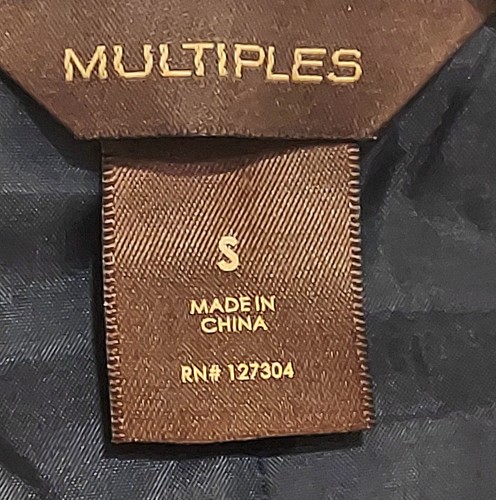 MULTIPLES
S
MADE IN
CHINA
RN# 127304